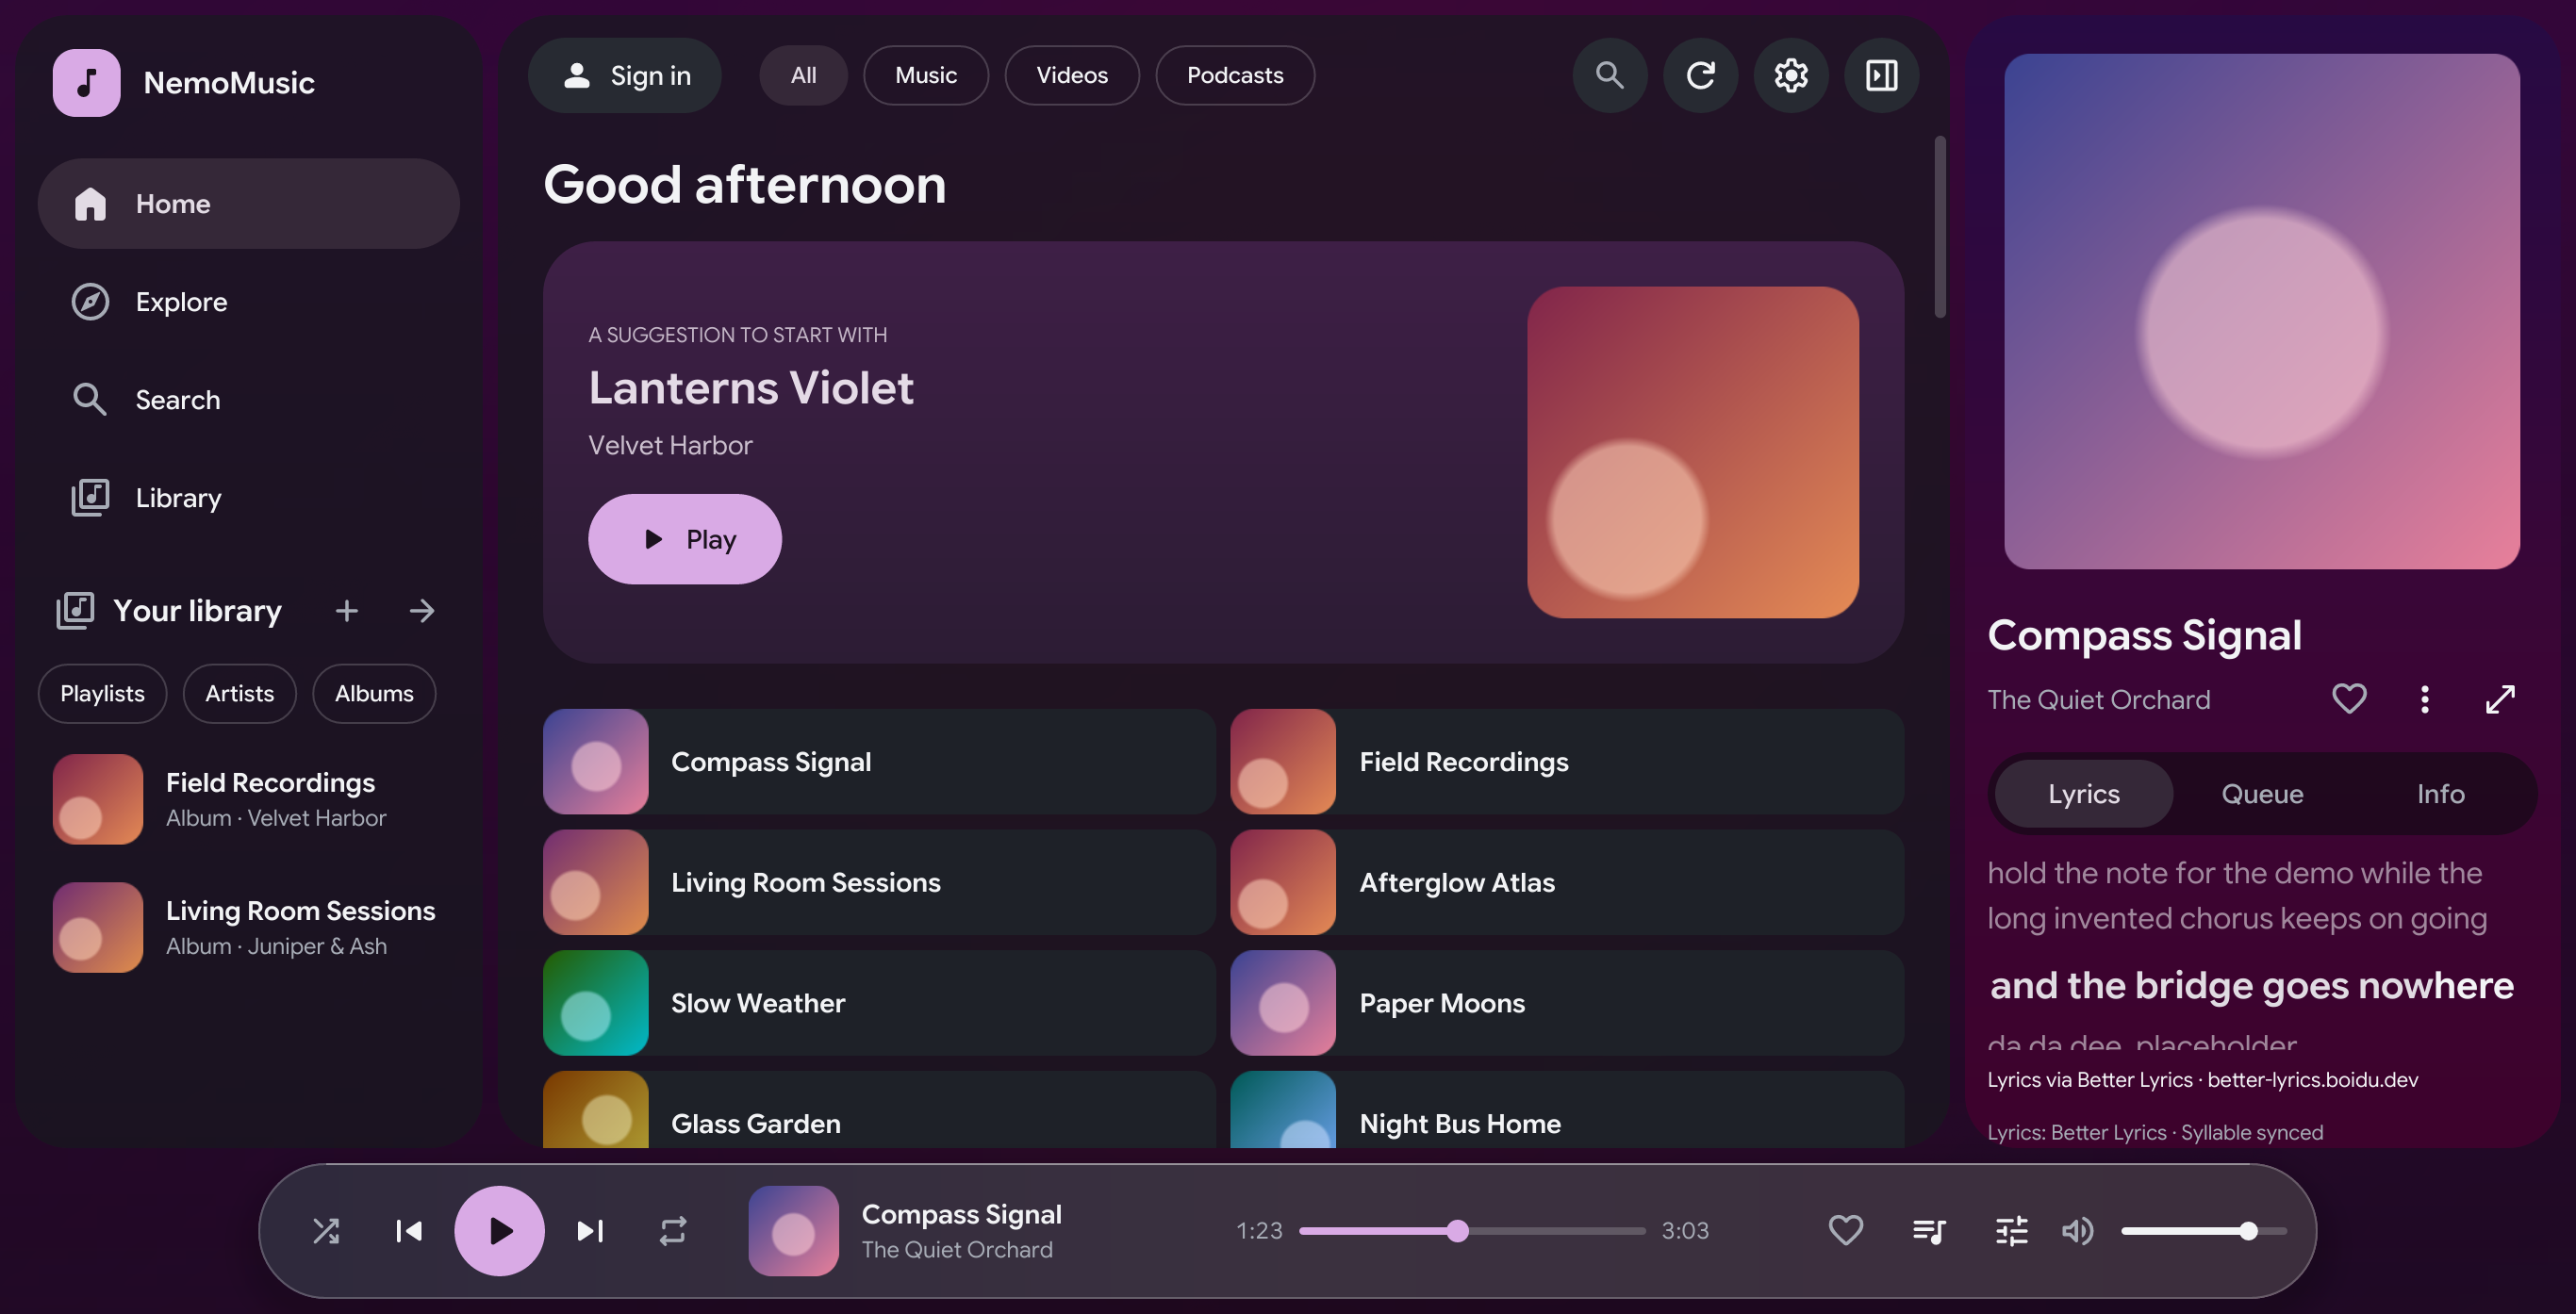 NemoMusic
Home
Explore
Search
Library
Your library
Playlists
Artists
Albums
Field Recordings
Album · Velvet Harbor
Living Room Sessions
Album · Juniper & Ash
Sign in
All
Music
Videos
Podcasts
Good afternoon
A SUGGESTION TO START WITH
Lanterns Violet
Velvet Harbor
Play
Compass Signal
Field Recordings
Living Room Sessions
Afterglow Atlas
Slow Weather
Paper Moons
Glass Garden
Night Bus Home
Compass Signal
The Quiet Orchard
Lyrics
Queue
Info
hold the note for the demo while the
long invented chorus keeps on going
and the bridge goes nowhere
da da dee, placeholder
Lyrics via Better Lyrics · better-lyrics.boidu.dev
Lyrics: Better Lyrics · Syllable synced
Compass Signal
The Quiet Orchard
1:23
3:03